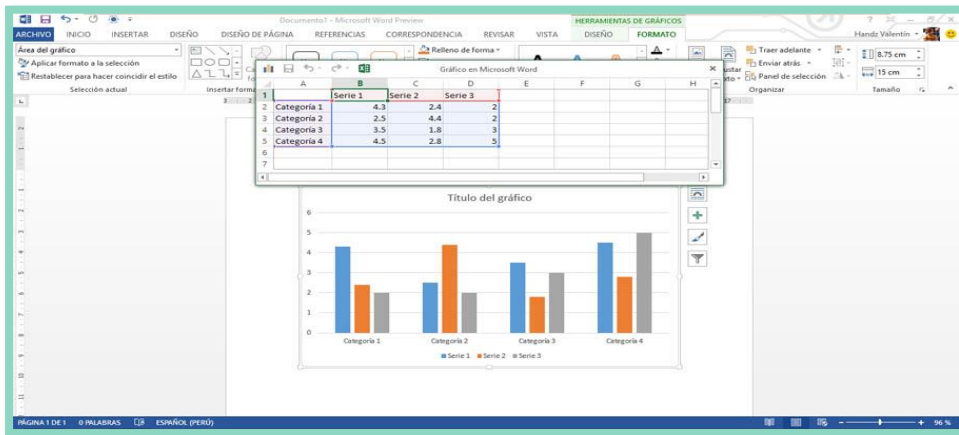 Documento1 - Microsoft Word Preview
HERRAMIENTAS DE GRÁFICOS
ARCHIVO INICIO INSERTAR DISEÑO DISEÑO DE PÁGINA REFERENCIAS CORRESPONDENCIA REVISAR VISTA DISEÑO FORMATO
Handz Valentín
Área del gráfico
Aplicar formato a la selección
Restablecer para hacer coincidir el estilo
Selección actual
Insertar forma
Relleno de forma
Traer adelante
Enviar atrás
Panel de selección
Organizar
8.75 cm
15 cm
Tamaño
Gráfico en Microsoft Word
A B C D E F G H
1 Serie 1 Serie 2 Serie 3
2 Categoría 1 4.3 2.4 2
3 Categoría 2 2.5 4.4 2
4 Categoría 3 3.5 1.8 3
5 Categoría 4 4.5 2.8 5
6
7
Título del gráfico
6
5
4
3
2
1
0
Categoría 1 Categoría 2 Categoría 3 Categoría 4
Serie 1 Serie 2 Serie 3
PÁGINA 1 DE 1 0 PALABRAS ESPAÑOL (PERÚ) 96 %